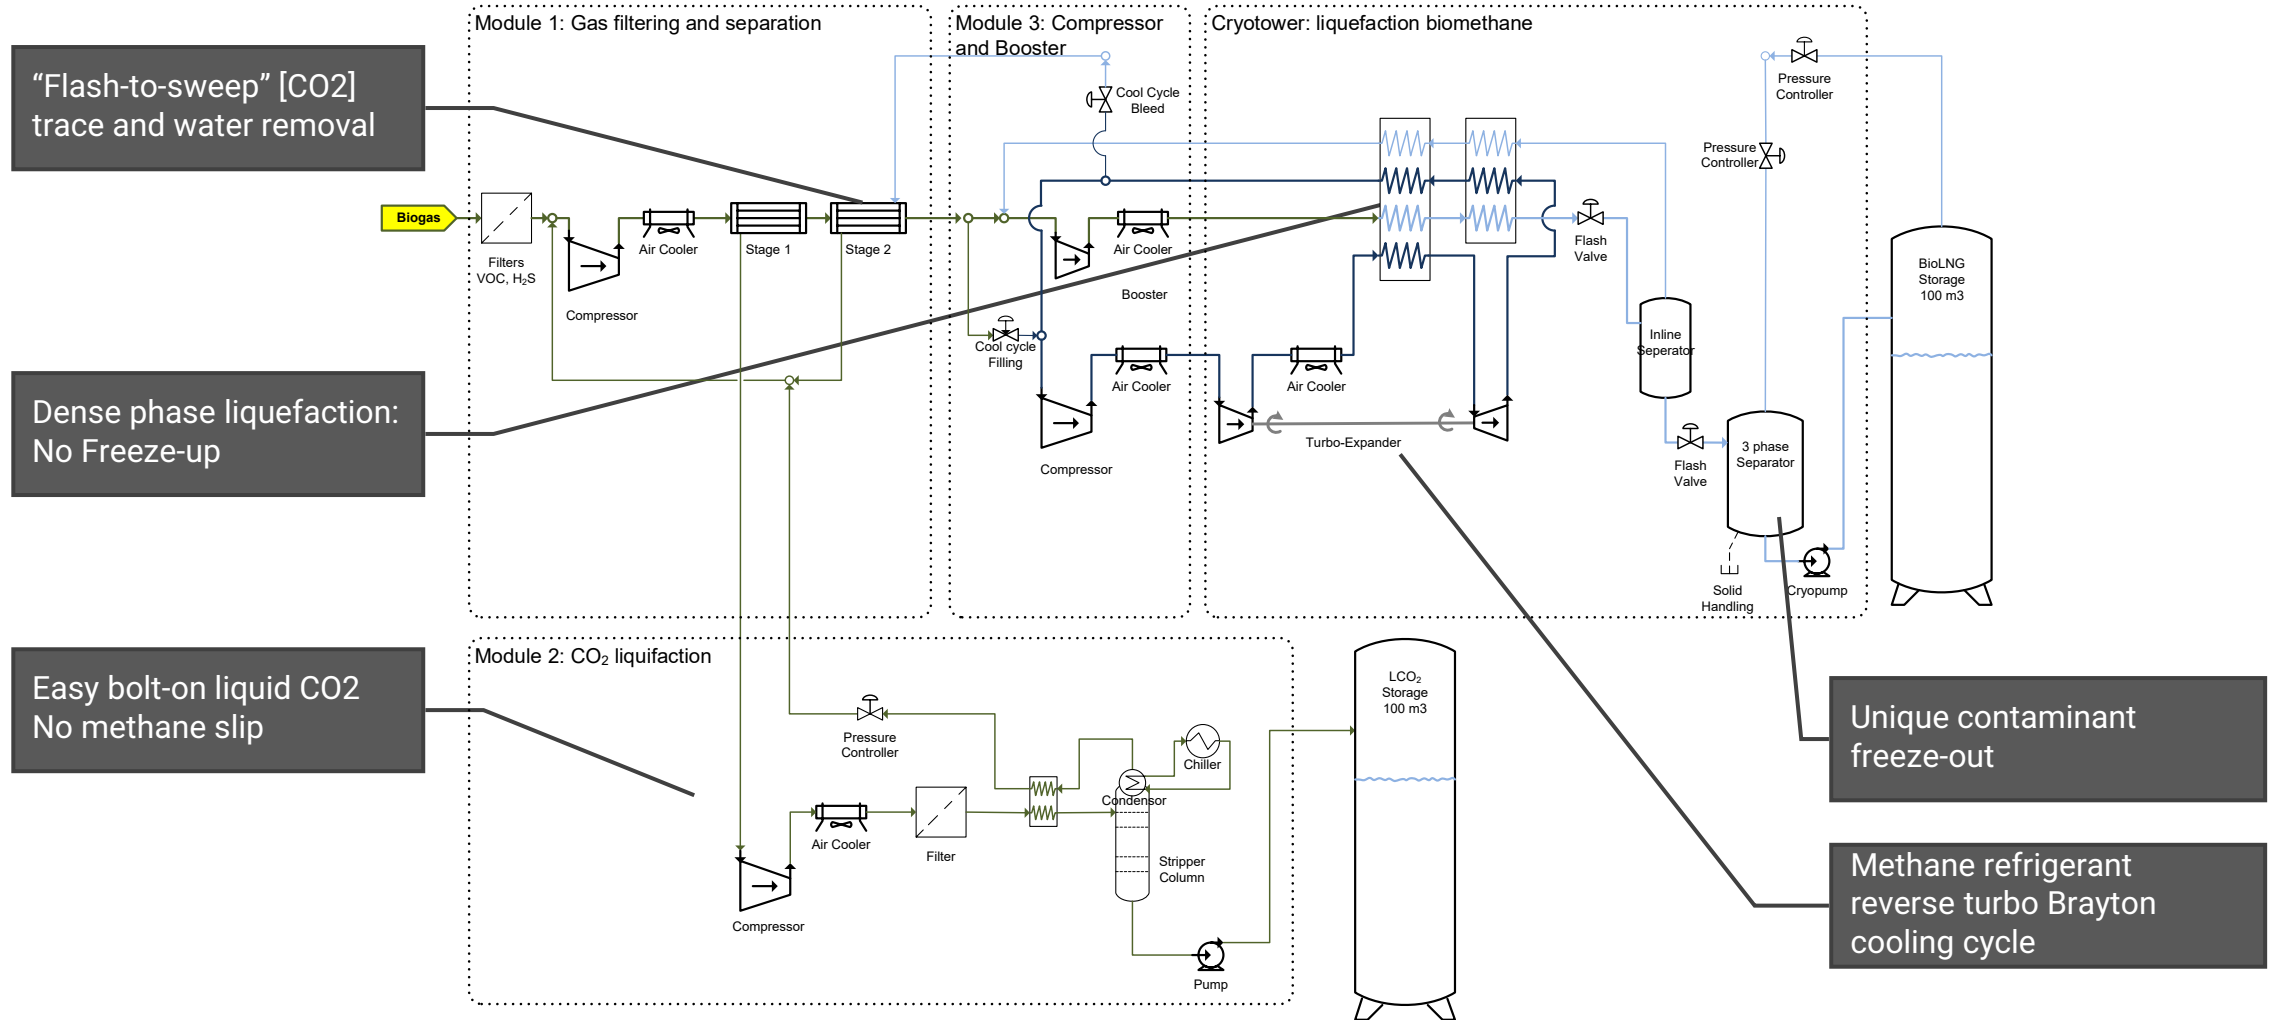 Module 1: Gas filtering and separation
Module 3: Compressor
and Booster
Cryotower: liquefaction biomethane
“Flash-to-sweep” [CO2]
trace and water removal
Cool Cycle
Bleed
Pressure
Controller
Pressure
Controller
Biogas
Filters
VOC, H₂S
Compressor
Air Cooler
Stage 1
Stage 2
Air Cooler
Booster
Flash
Valve
BioLNG
Storage
100 m3
Cool cycle
Filling
Air Cooler
Air Cooler
Inline
Seperator
Dense phase liquefaction:
No Freeze-up
Compressor
Turbo-Expander
Flash
Valve
3 phase
Separator
Solid
Handling
Cryopump
Module 2: CO₂ liquifaction
Easy bolt-on liquid CO2
No methane slip
Pressure
Controller
Chiller
Condensor
Air Cooler
Filter
Stripper
Column
Compressor
Pump
LCO₂
Storage
100 m3
Unique contaminant
freeze-out
Methane refrigerant
reverse turbo Brayton
cooling cycle